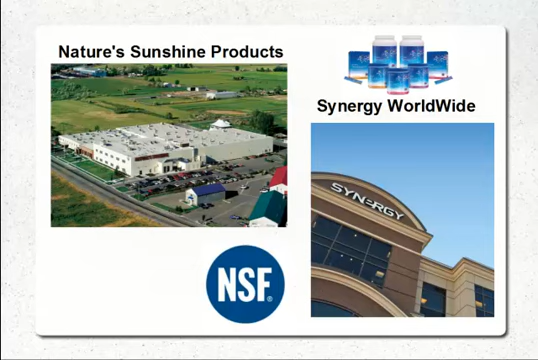 Nature's Sunshine Products
Synergy WorldWide
SYNERGY
NSF®